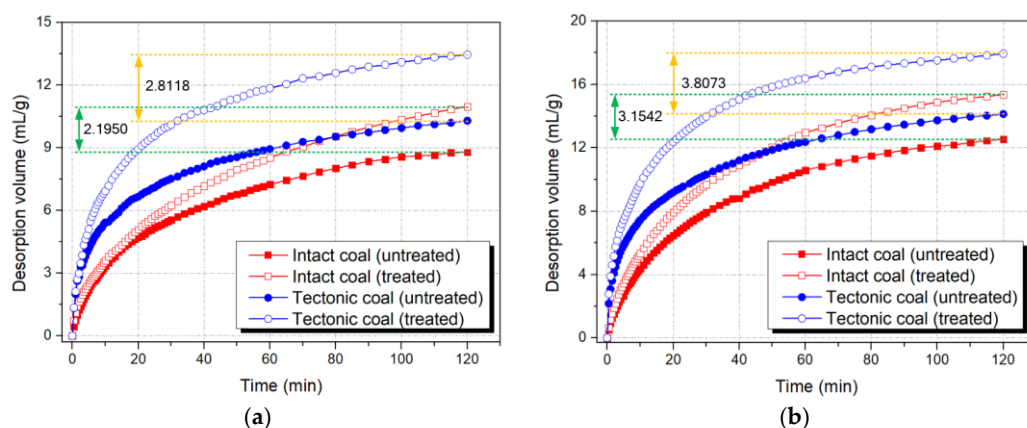 15
12
9
6
3
0
Desorption volume (mL/g)
2.8118
2.1950
Intact coal (untreated)
Intact coal (treated)
Tectonic coal (untreated)
Tectonic coal (treated)
0 20 40 60 80 100 120
Time (min)
(a)
20
16
12
8
4
0
Desorption volume (mL/g)
3.8073
3.1542
Intact coal (untreated)
Intact coal (treated)
Tectonic coal (untreated)
Tectonic coal (treated)
0 20 40 60 80 100 120
Time (min)
(b)